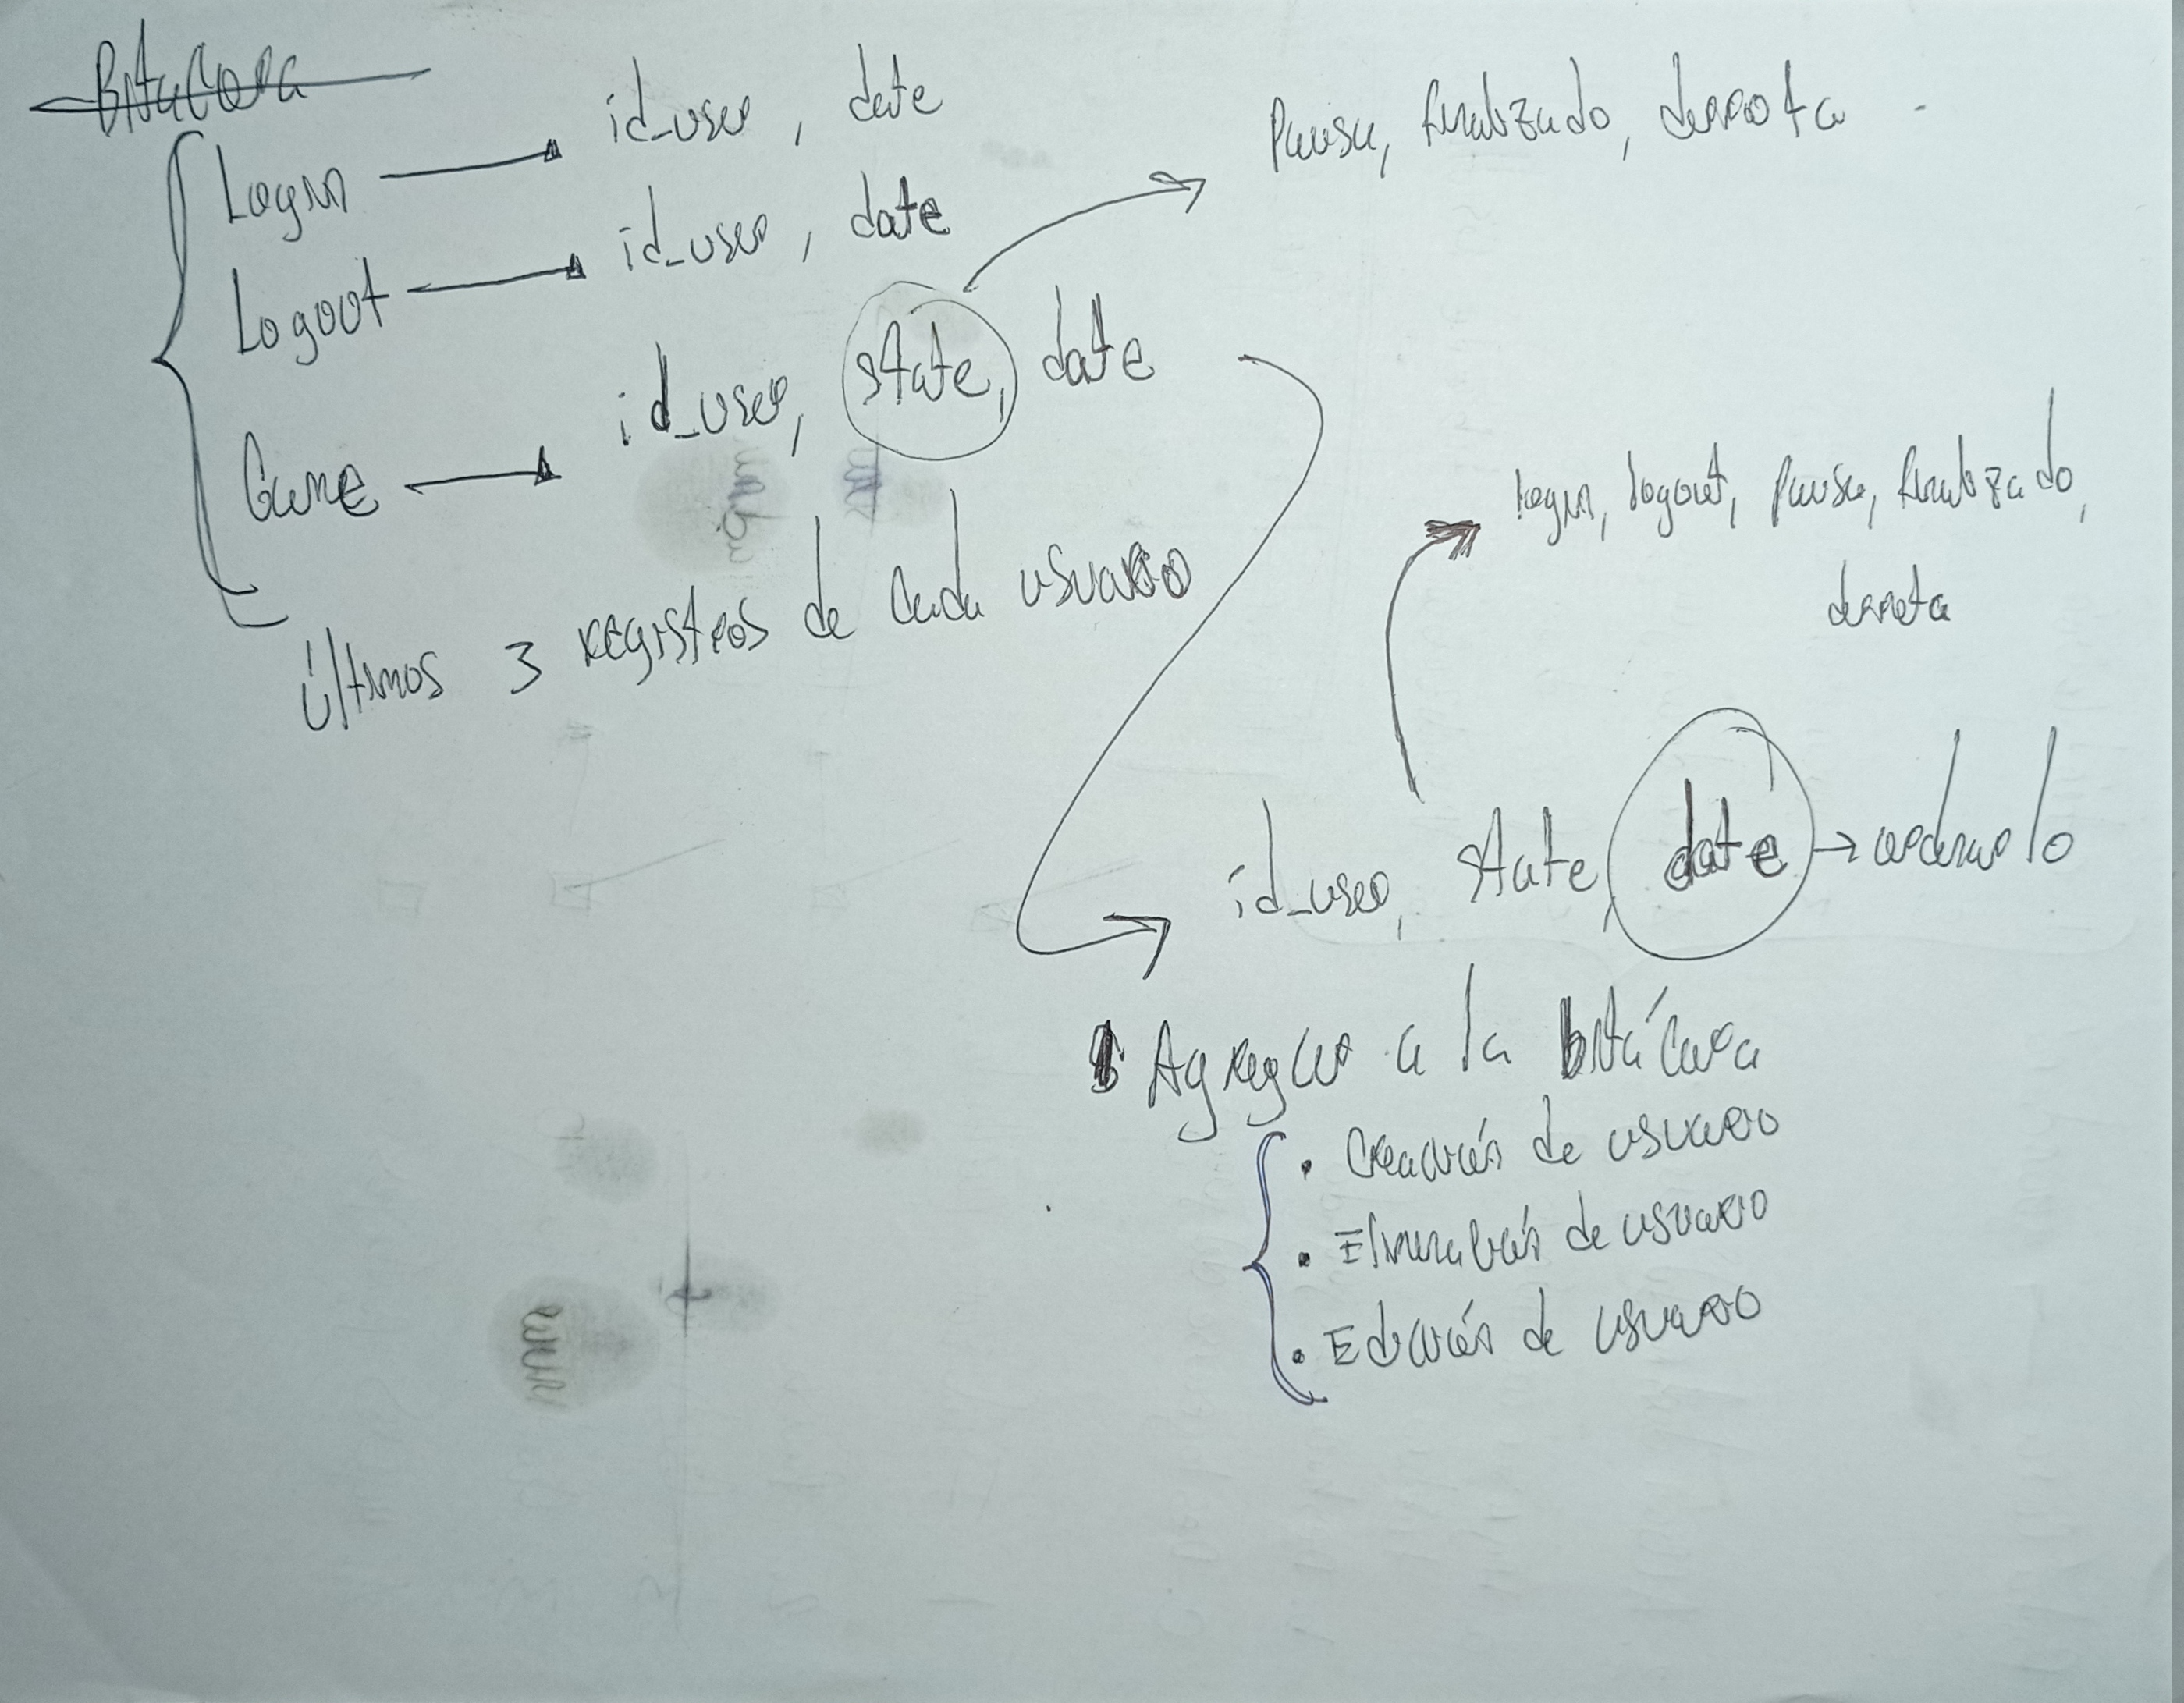 Bitacora
Login → id_user, date
Logout → id_user, date
Game → id_user, state, date
Pausa, finalizado, derrota
Últimos 3 registros de cada usuario
login, logout, pausa, finalizado,
derrota
id_user, state, date → ordenarlo
Agregar a la bitácora
• Creación de usuario
• Eliminación de usuario
• Edición de usuario